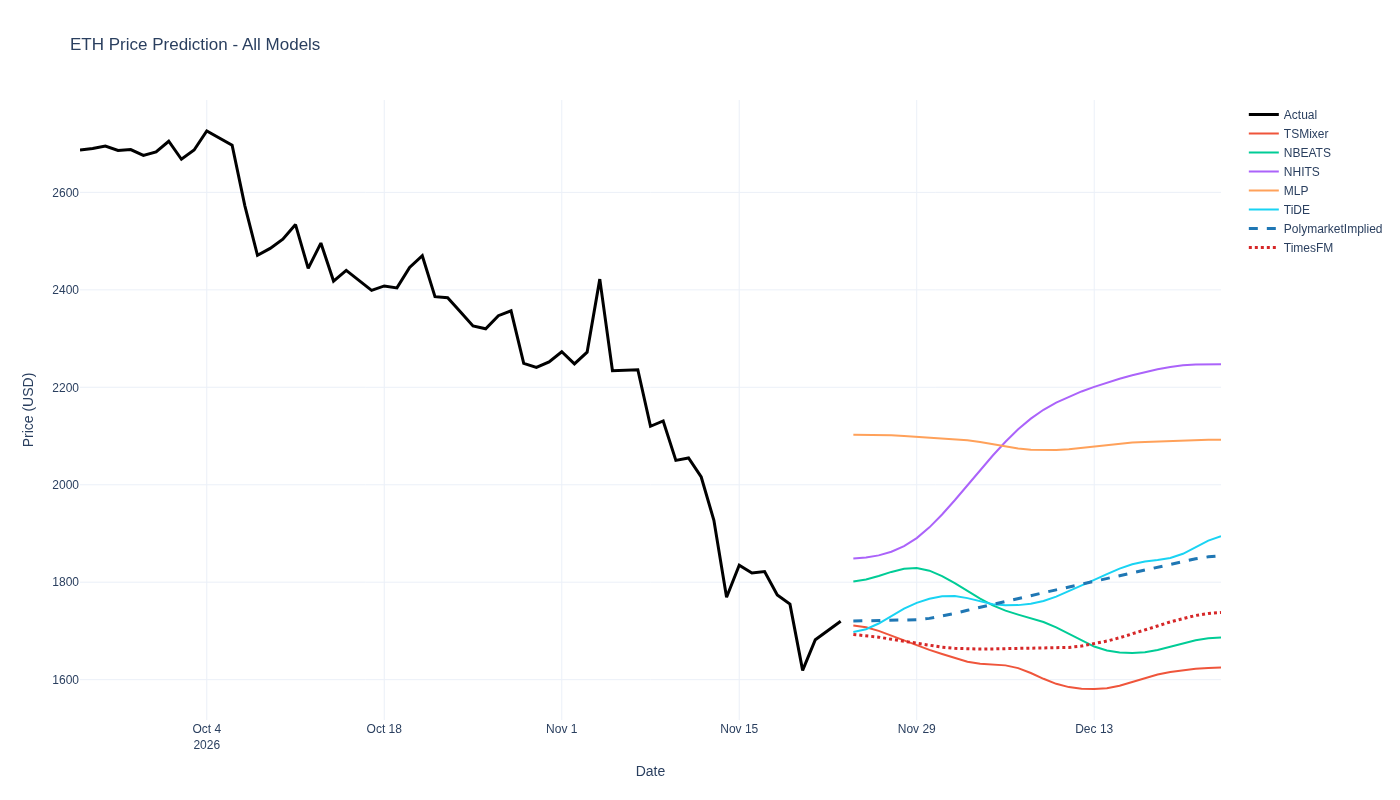 ETH Price Prediction - All Models
Actual
TSMixer
NBEATS
NHITS
MLP
TiDE
PolymarketImplied
TimesFM
Price (USD)
2600
2400
2200
2000
1800
1600
Oct 4
2026
Oct 18
Nov 1
Nov 15
Nov 29
Dec 13
Date